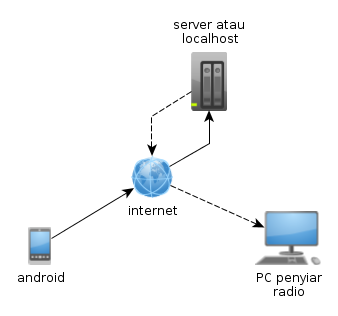 server atau
localhost
internet
android
PC penyiar
radio